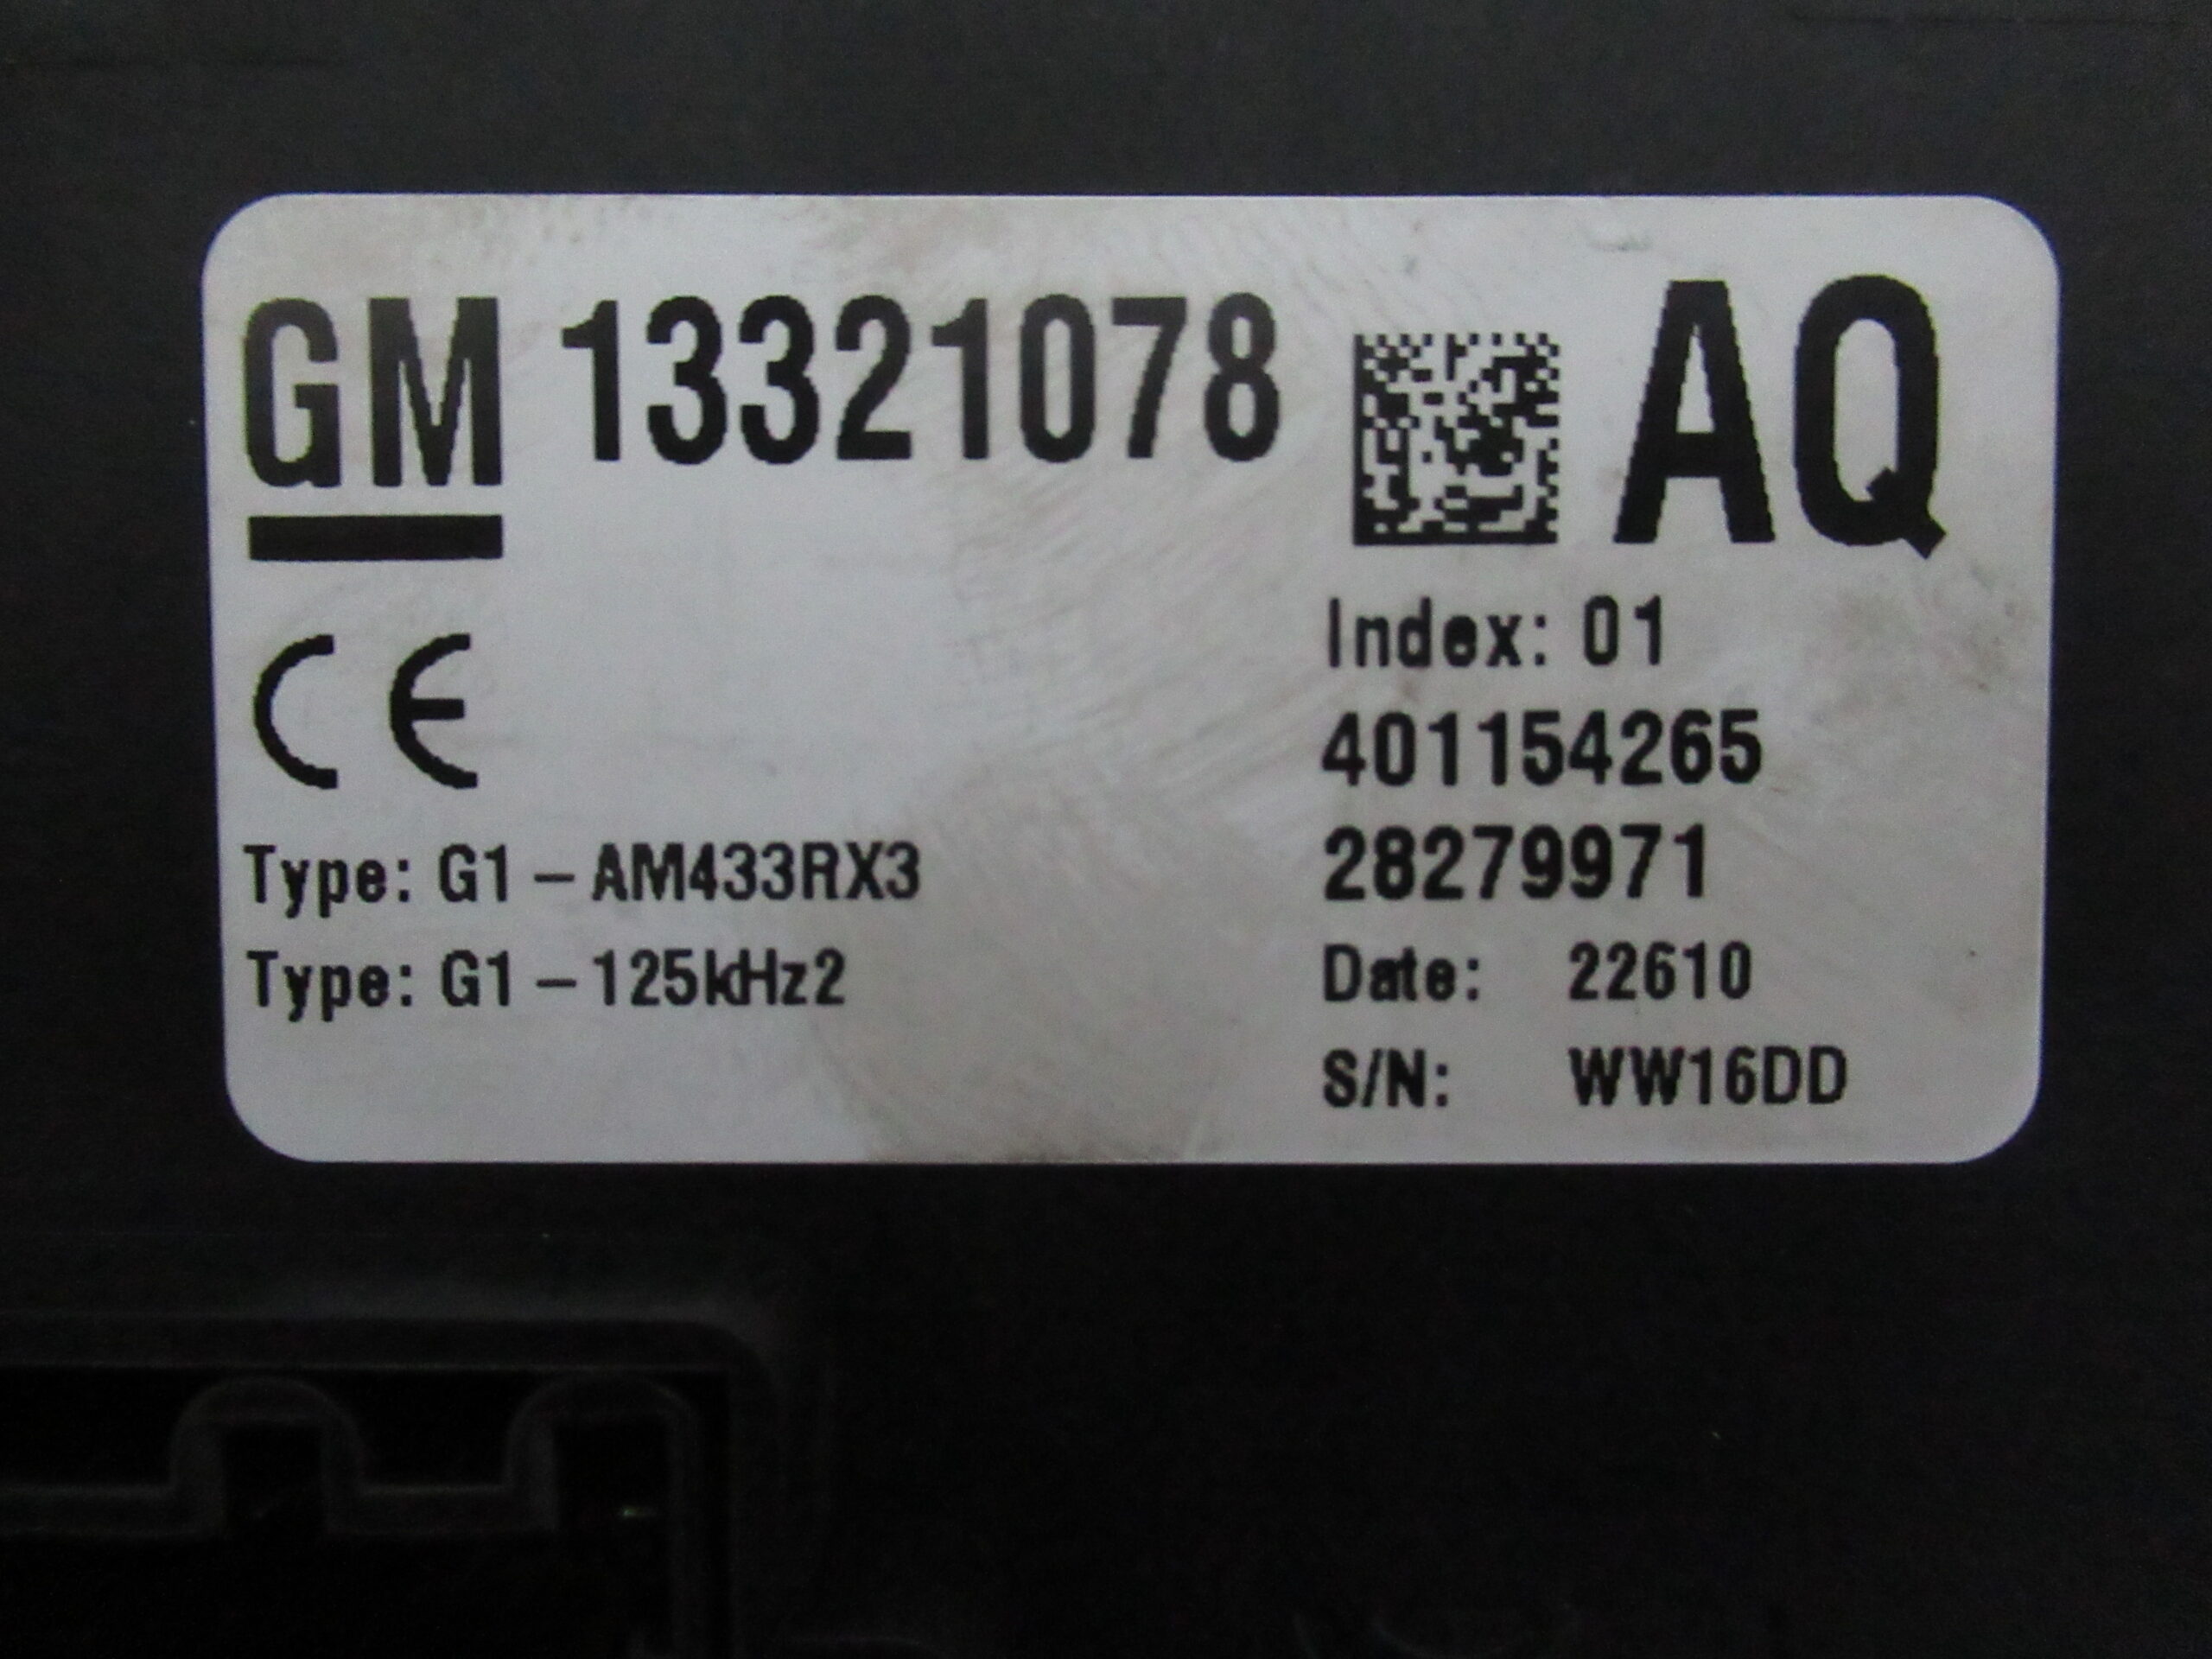 GM 13321078 AQ
CE
Index: 01
401154265
28279971
Type: G1-AM433RX3
Type: G1-125kHz2
Date: 22610
S/N: WW16DD